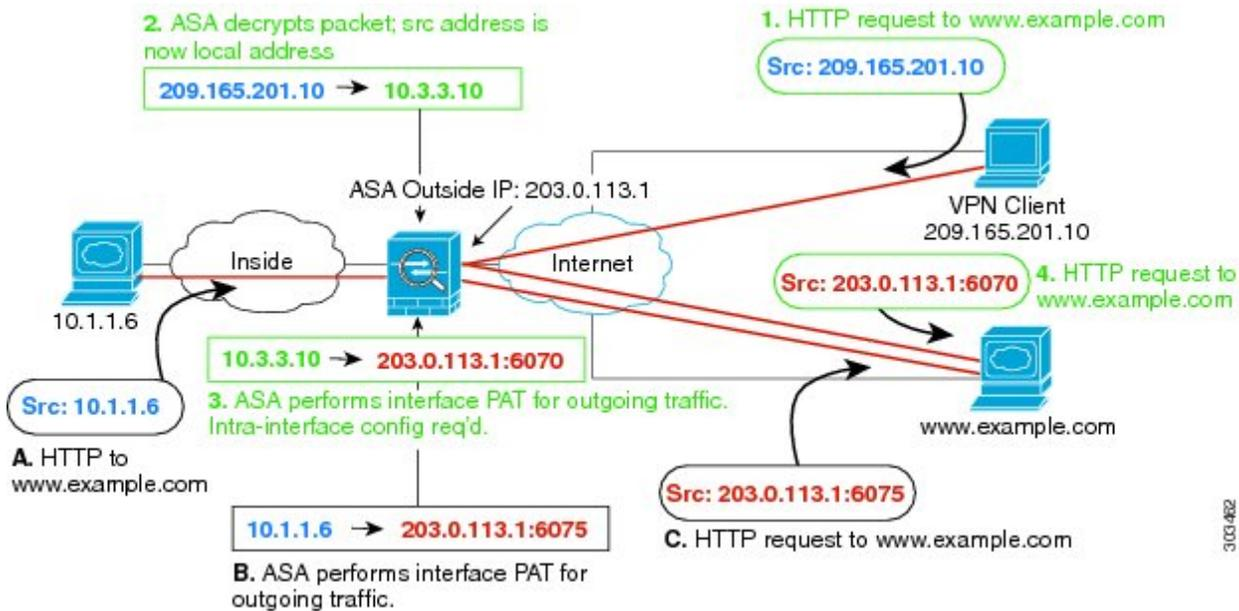 2. ASA decrypts packet; src address is
now local address
209.165.201.10 → 10.3.3.10
1. HTTP request to www.example.com
Src: 209.165.201.10
ASA Outside IP: 203.0.113.1
VPN Client
209.165.201.10
Inside
Internet
10.1.1.6
Src: 203.0.113.1:6070
4. HTTP request to
www.example.com
10.3.3.10 → 203.0.113.1:6070
3. ASA performs interface PAT for outgoing traffic.
Intra-interface config req'd.
Src: 10.1.1.6
A. HTTP to
www.example.com
www.example.com
Src: 203.0.113.1:6075
C. HTTP request to www.example.com
10.1.1.6 → 203.0.113.1:6075
B. ASA performs interface PAT for
outgoing traffic.
303462